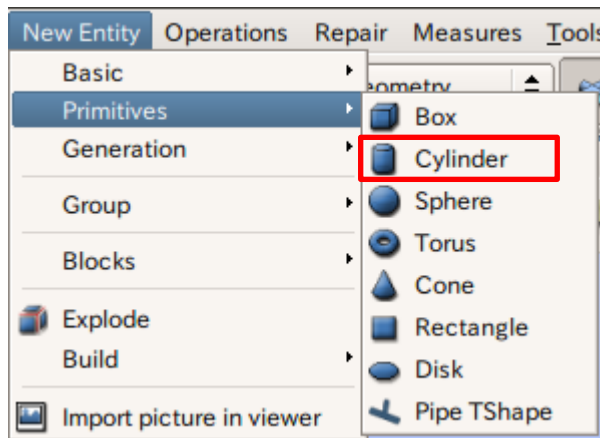 New Entity Operations Repair Measures Tools
Basic
Primitives
Generation
Group
Blocks
Explode
Build
Import picture in viewer
Box
Cylinder
Sphere
Torus
Cone
Rectangle
Disk
Pipe TShape